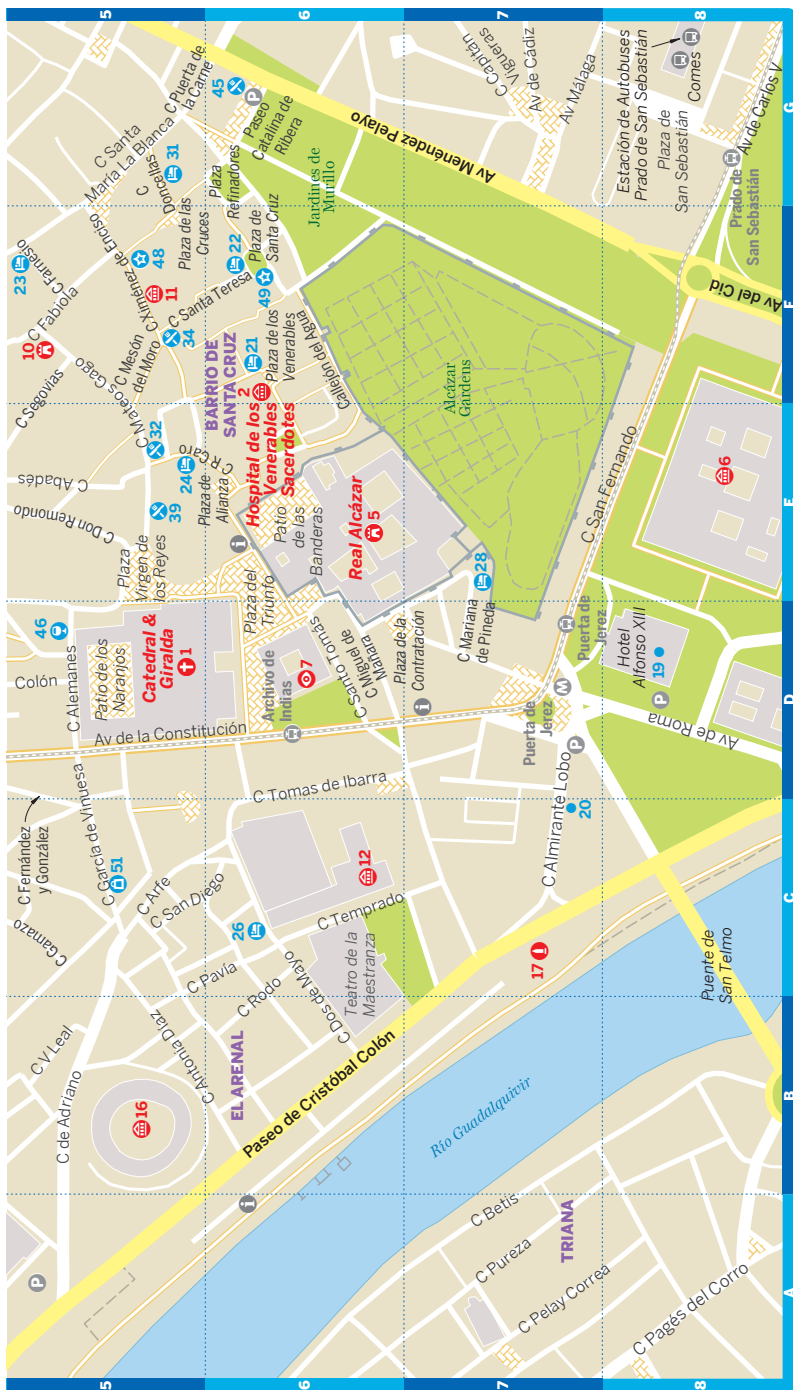 5
6
7
8
G
F
E
D
C
B
A
5
6
7
8
C Puerta de
la Carne
45
C Santa
María La Blanca
C
Doncellas
31
Plaza
Refinadores
P
Paseo
Catalina de
Ribera
Jardines de
Murillo
Av Menéndez Pelayo
C Capitán
Vigueras
Av de Cádiz
Av Málaga
Estación de Autobuses
Prado de San Sebastián
Plaza de
San Sebastián
Comes
Av de Carlos V
Prado de
San Sebastián
Av del Cid
23
C Farnesio
C Fabiola
10
C Ximénez de Enciso
48
11
Plaza de las
Cruces
22
Plaza de
Santa Cruz
49
C Santa Teresa
34
C Mesón
del Moro
C Mateos Gago
BARRIO DE
SANTA CRUZ
21
Plaza de los
Venerables
Callejón del Agua
2
Hospital de los
Venerables
Sacerdotes
Alcázar
Gardens
C Segovias
32
24
C R Caro
C Abadés
39
Plaza de
Alianza
C Don Remondo
Plaza
Virgen de
los Reyes
i
Patio
de las
Banderas
Real Alcázar
5
28
C San Fernando
6
46
Colón
C Alemanes
Patio de los
Naranjos
Catedral &
Giralda
1
Plaza del
Triunfo
Archivo de
Indias
7
C Santo Tomás
C Miguel de
Mañara
Plaza de la
Contratación
C Mariana
de Pineda
i
Puerta de
Jerez
Puerta de
Jerez
M
P
Hotel
Alfonso XIII
19
P
Av de Roma
Av de la Constitución
C Fernández
y González
C García de Vinuesa
51
C Tomas de Ibarra
C Almirante Lobo
20
C Gamazo
C Arfe
C San Diego
26
12
C Temprado
17
Puente de
San Telmo
C Pavía
C Rodo
C Dos de Mayo
Teatro de la
Maestranza
C V Leal
C de Adriano
C Antonia Díaz
EL ARENAL
16
Paseo de Cristóbal Colón
Río Guadalquivir
i
P
C Betis
TRIANA
C Pureza
C Pelay Correa
C Pagés del Corro